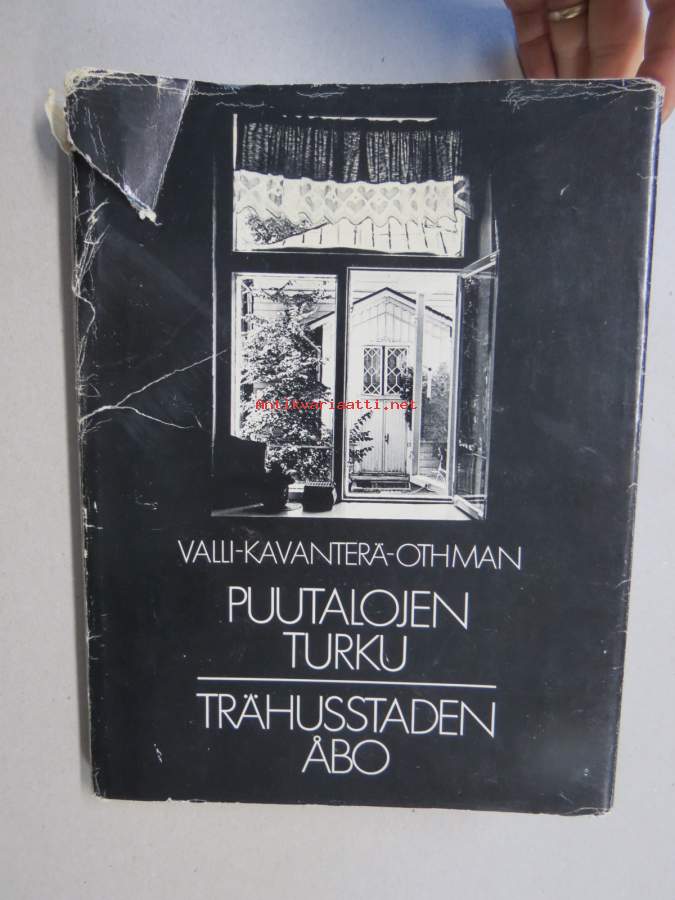 antikvariaatti.net
VALLI-KAVANTERÄ-OTHMAN
PUUTALOJEN
TURKU
TRÄHUSSTADEN
ÅBO